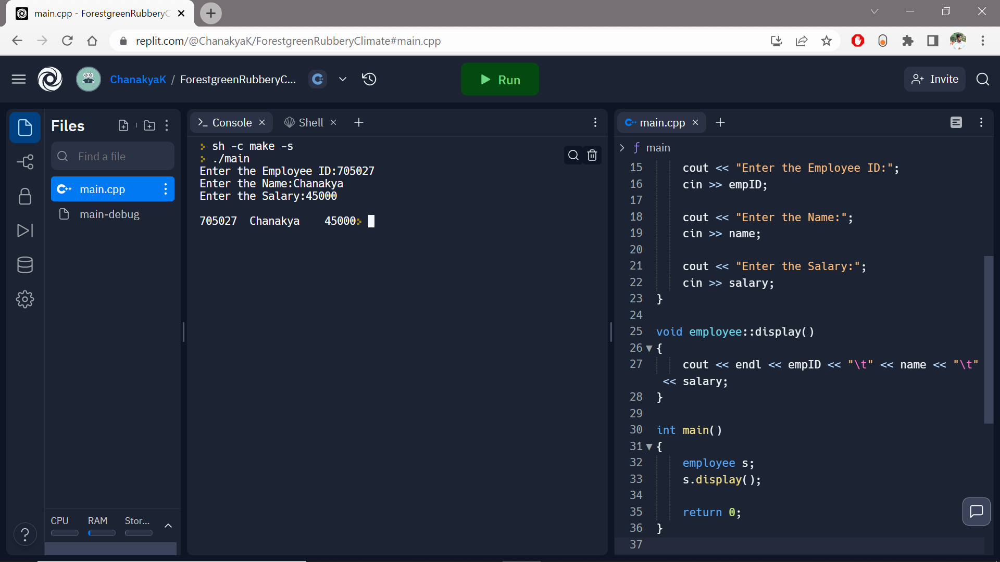 main.cpp - ForestgreenRubberyC
replit.com/@ChanakyaK/ForestgreenRubberyClimate#main.cpp
ChanakyaK / ForestgreenRubberyC...
Run
Invite
Files
Find a file
main.cpp
main-debug
CPU RAM Stor...
?
Console
Shell
sh -c make -s
./main
Enter the Employee ID:705027
Enter the Name:Chanakya
Enter the Salary:45000
705027  Chanakya    45000
main.cpp
main
15 cout << "Enter the Employee ID:";
16 cin >> empID;
17
18 cout << "Enter the Name:";
19 cin >> name;
20
21 cout << "Enter the Salary:";
22 cin >> salary;
23 }
24
25 void employee::display()
26 {
27 cout << endl << empID << "\t" << name << "\t"
<< salary;
28 }
29
30 int main()
31 {
32 employee s;
33 s.display();
34
35 return 0;
36 }
37